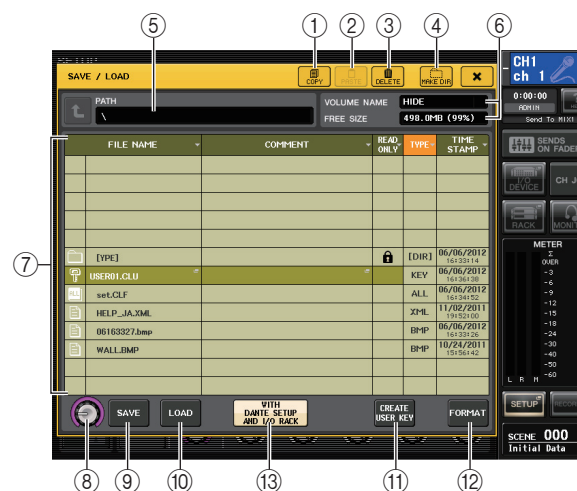 ① ② ③ ④ ⑤ ⑥
SAVE / LOAD
COPY
PASTE
DELETE
MAKE DIR
CH1
ch 1
PATH
\
VOLUME NAME HIDE
FREE SIZE 498.0MB (99%)
0:00:00
ADMIN
Send To MIX1
FILE NAME COMMENT READ ONLY TYPE TIME STAMP
SENDS
ON FADER
I/O
DEVICE
CH J
RACK
MONIT
[YPE] [DIR] 06/06/2012 16:33:14
USER01.CLU KEY 06/06/2012 16:36:38
ALL set.CLF ALL 06/06/2012 16:34:52
HELP_JA.XML XML 11/02/2011 19:52:00
06163327.bmp BMP 06/06/2012 16:33:26
WALL.BMP BMP 10/24/2011 15:56:42
METER
Σ
OVER
-3
-6
-9
-12
-15
-18
-24
-30
-40
-50
-60
L R M
⑦
SAVE
LOAD
WITH
DANTE SETUP
AND I/O RACK
CREATE
USER KEY
FORMAT
SETUP
RECOR
SCENE 000
Initial Data
⑧ ⑨ ⑩ ⑬ ⑪ ⑫